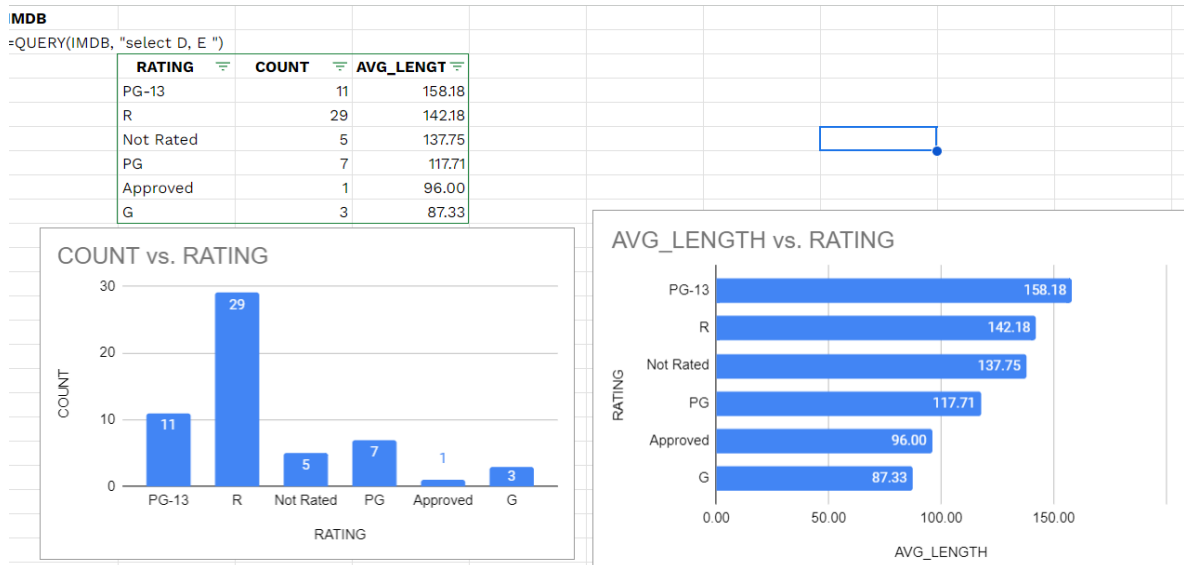 IMDB
=QUERY(IMDB, "select D, E ")
RATING COUNT AVG_LENGT
PG-13 11 158.18
R 29 142.18
Not Rated 5 137.75
PG 7 117.71
Approved 1 96.00
G 3 87.33
COUNT vs. RATING
30
20
10
0
COUNT
11
29
5
7
1
3
PG-13 R Not Rated PG Approved G
RATING
AVG_LENGTH vs. RATING
RATING
PG-13 158.18
R 142.18
Not Rated 137.75
PG 117.71
Approved 96.00
G 87.33
0.00 50.00 100.00 150.00
AVG_LENGTH